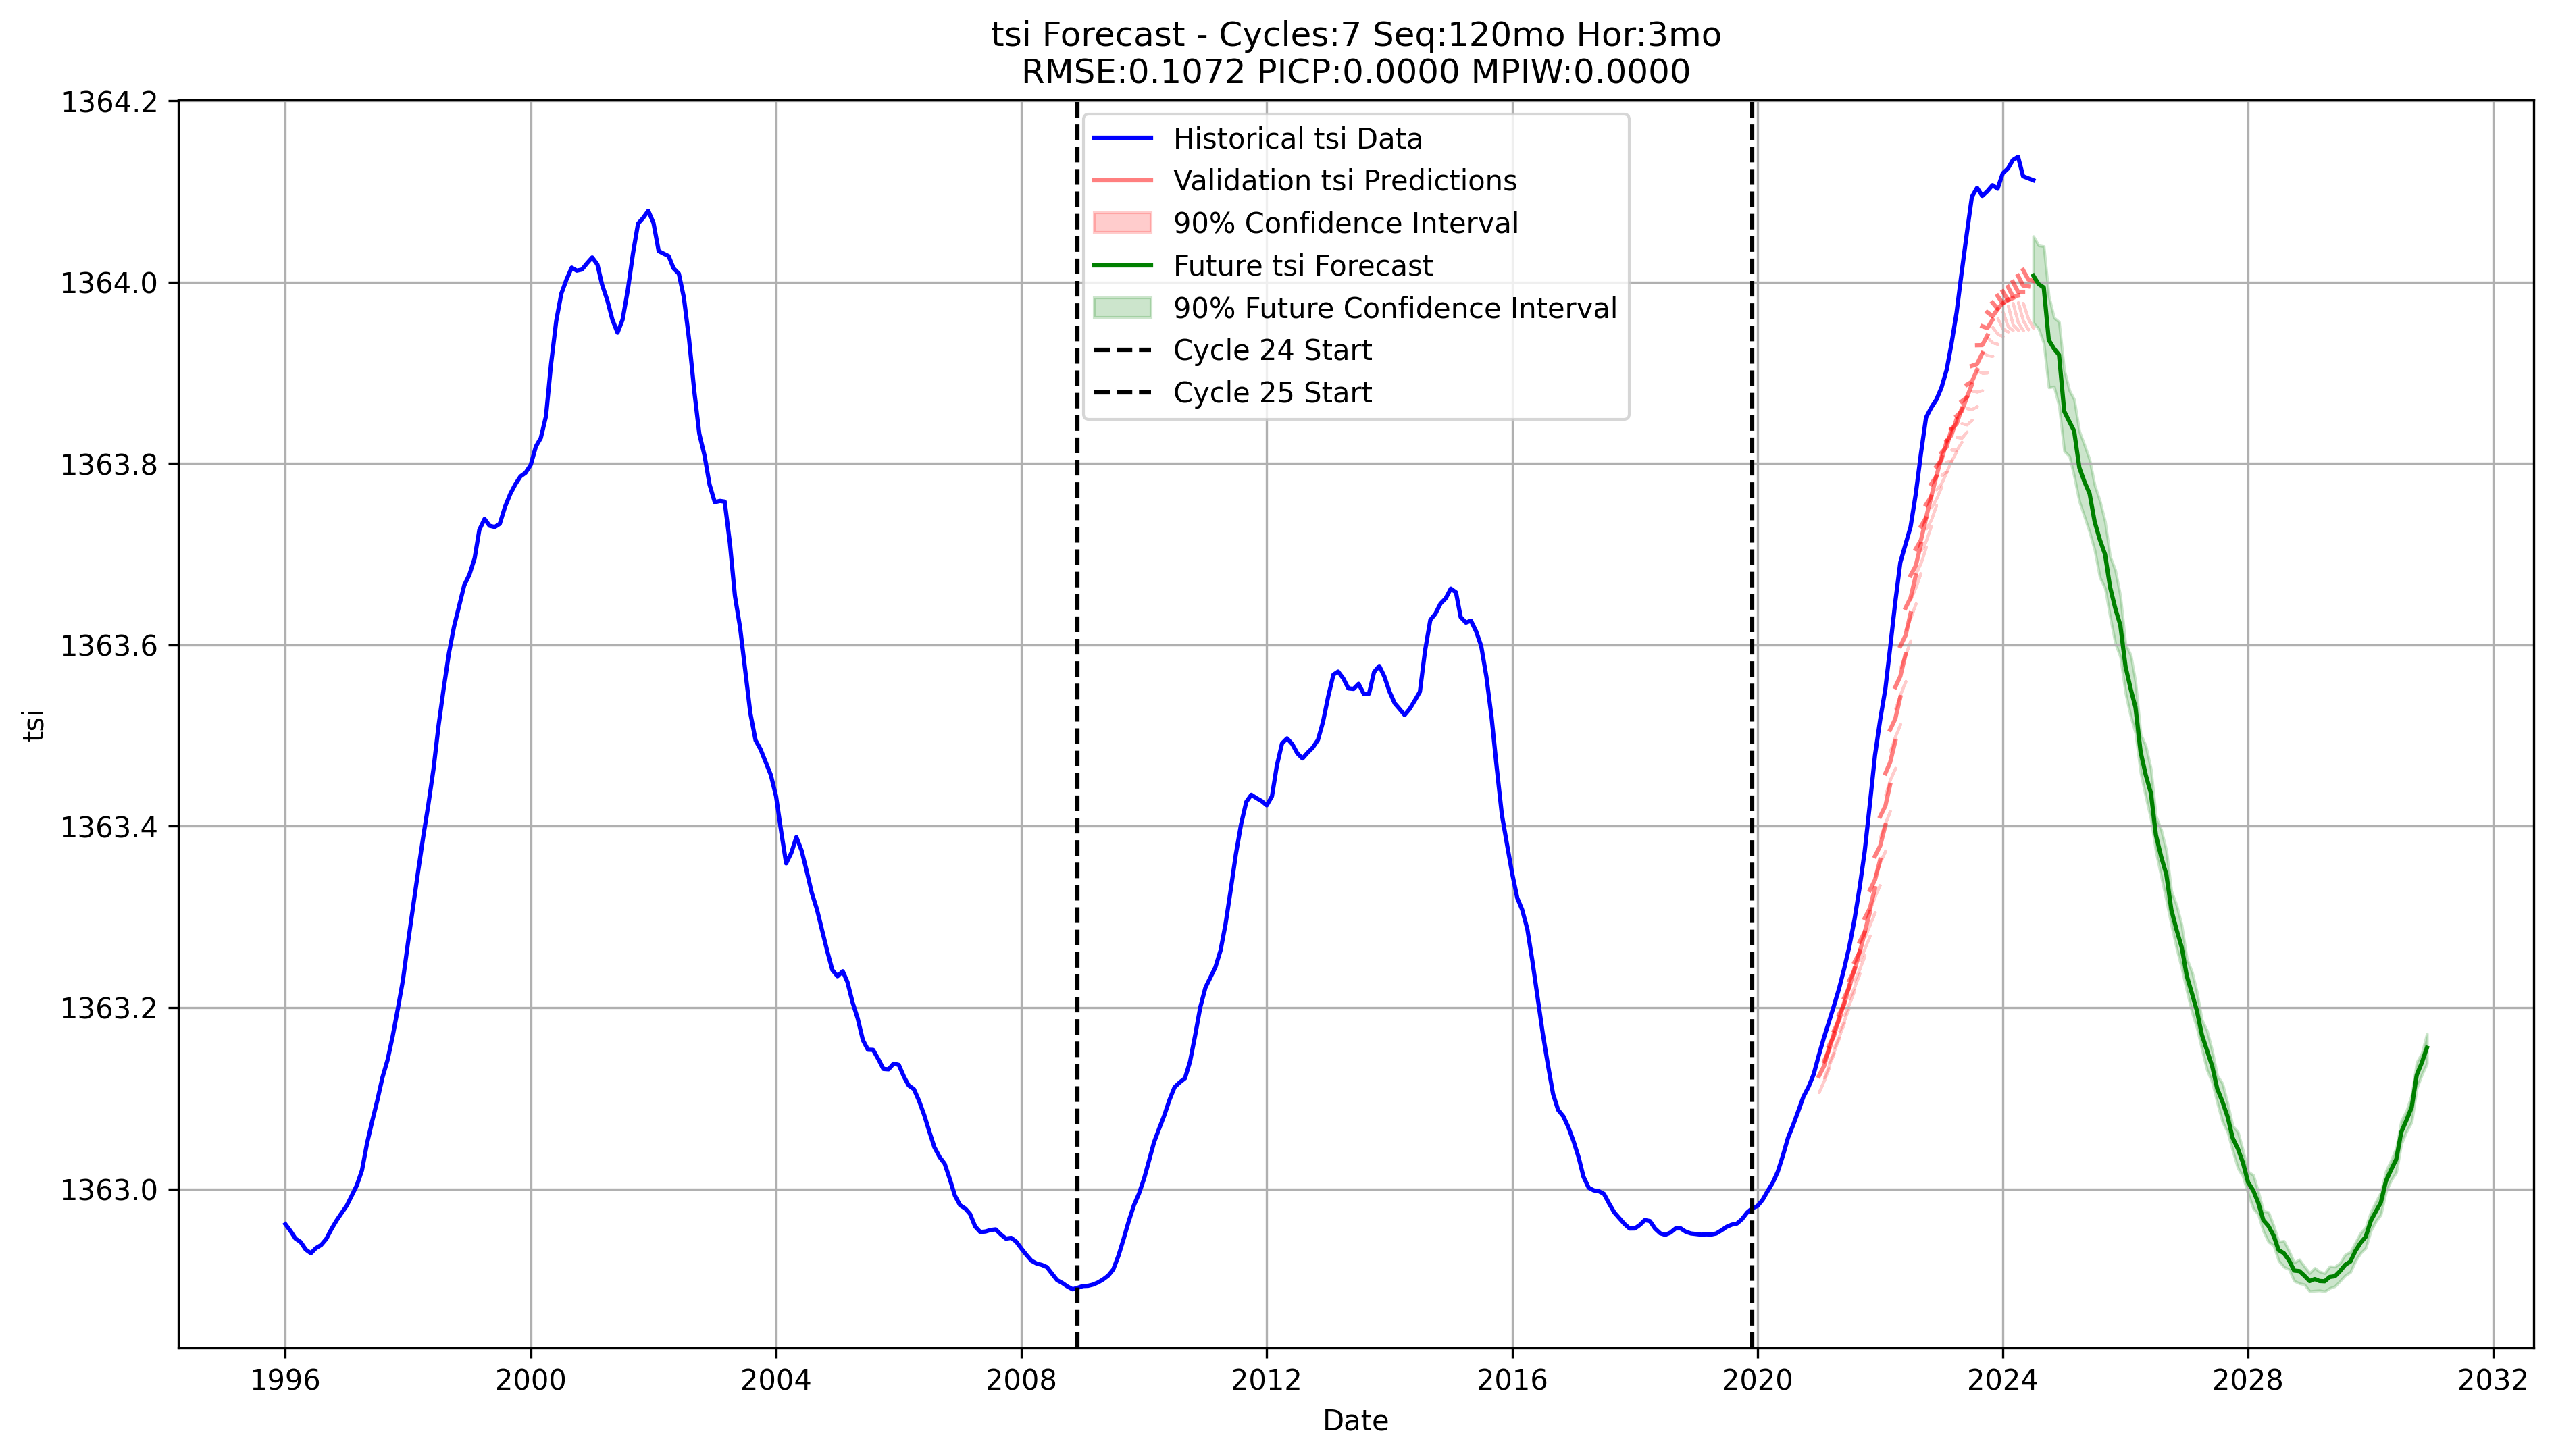 tsi Forecast - Cycles:7 Seq:120mo Hor:3mo
RMSE:0.1072 PICP:0.0000 MPIW:0.0000
Historical tsi Data
Validation tsi Predictions
90% Confidence Interval
Future tsi Forecast
90% Future Confidence Interval
Cycle 24 Start
Cycle 25 Start
tsi
1364.2
1364.0
1363.8
1363.6
1363.4
1363.2
1363.0
1996 2000 2004 2008 2012 2016 2020 2024 2028 2032
Date